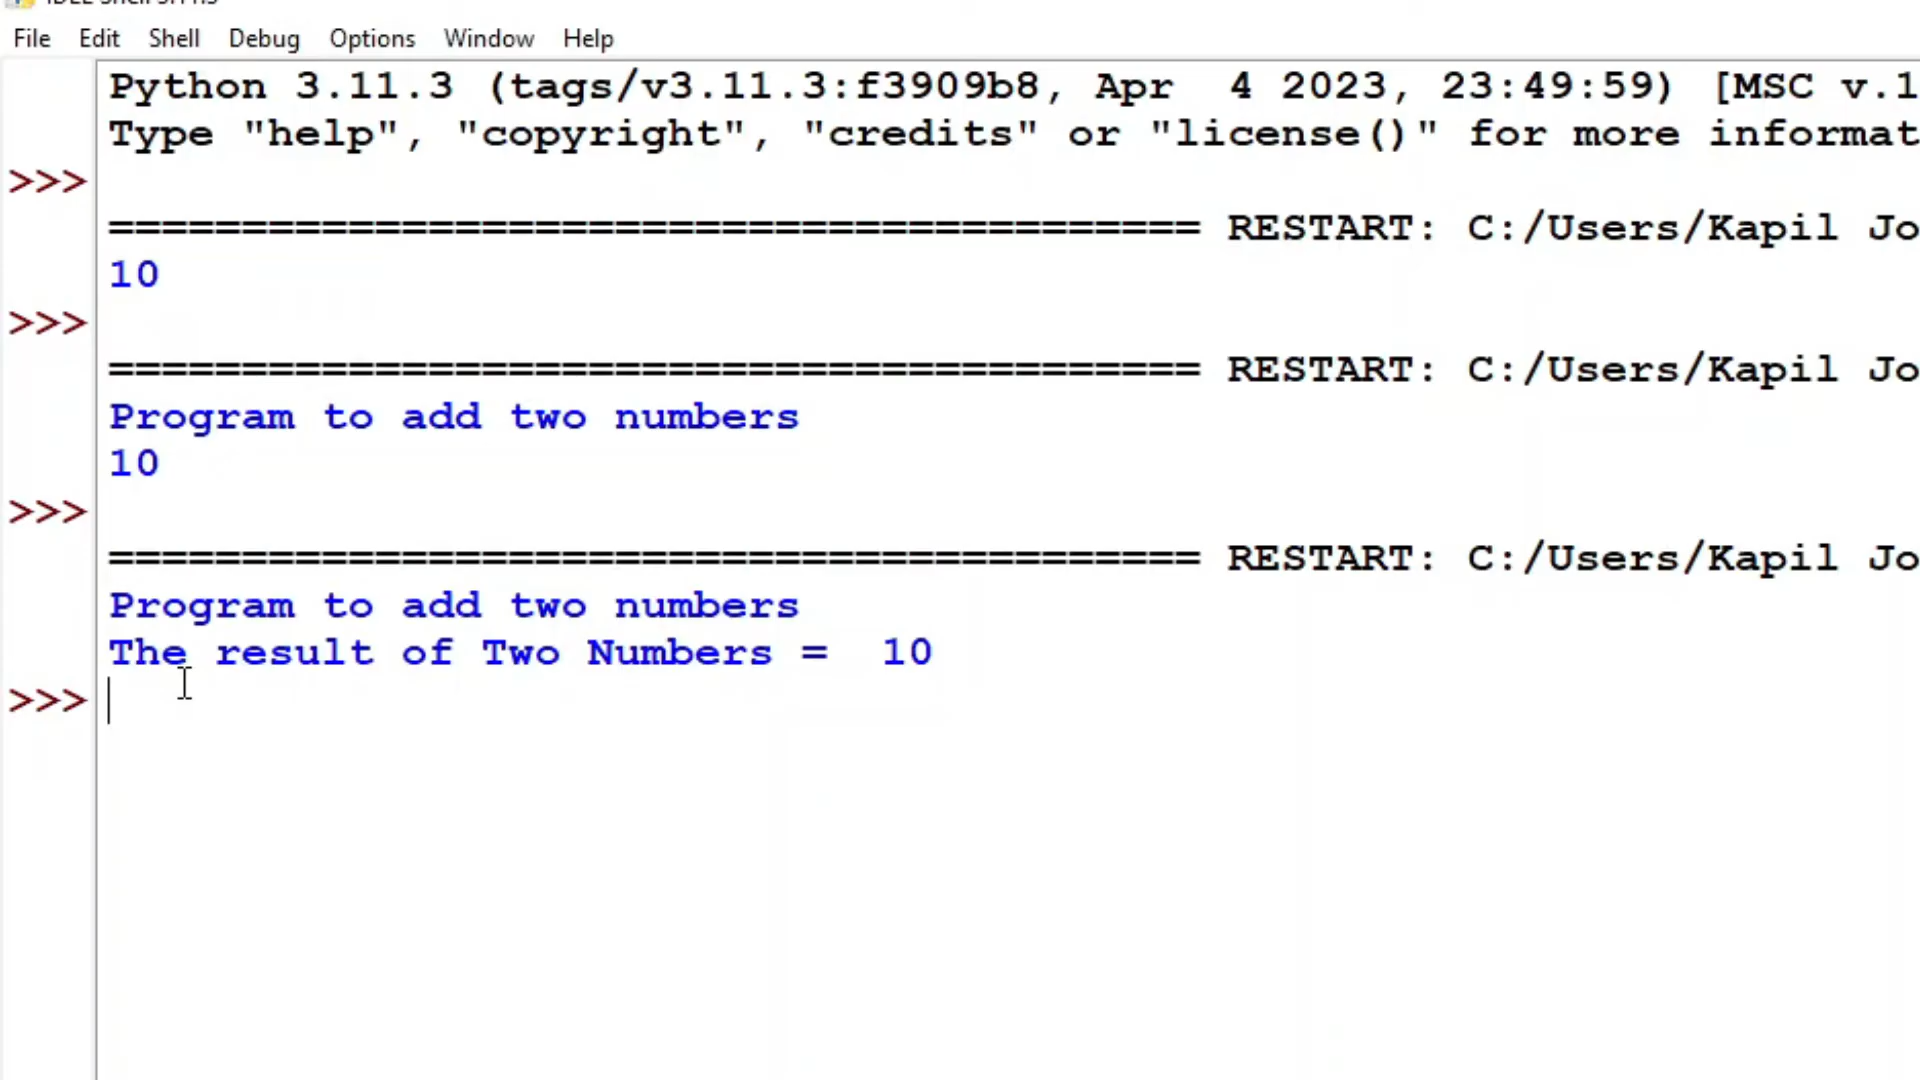 File Edit Shell Debug Options Window Help
Python 3.11.3 (tags/v3.11.3:f3909b8, Apr  4 2023, 23:49:59) [MSC v.1
Type "help", "copyright", "credits" or "license()" for more informat
>>>
========================================= RESTART: C:/Users/Kapil Jo
10
>>>
========================================= RESTART: C:/Users/Kapil Jo
Program to add two numbers
10
>>>
========================================= RESTART: C:/Users/Kapil Jo
Program to add two numbers
The result of Two Numbers =  10
>>>